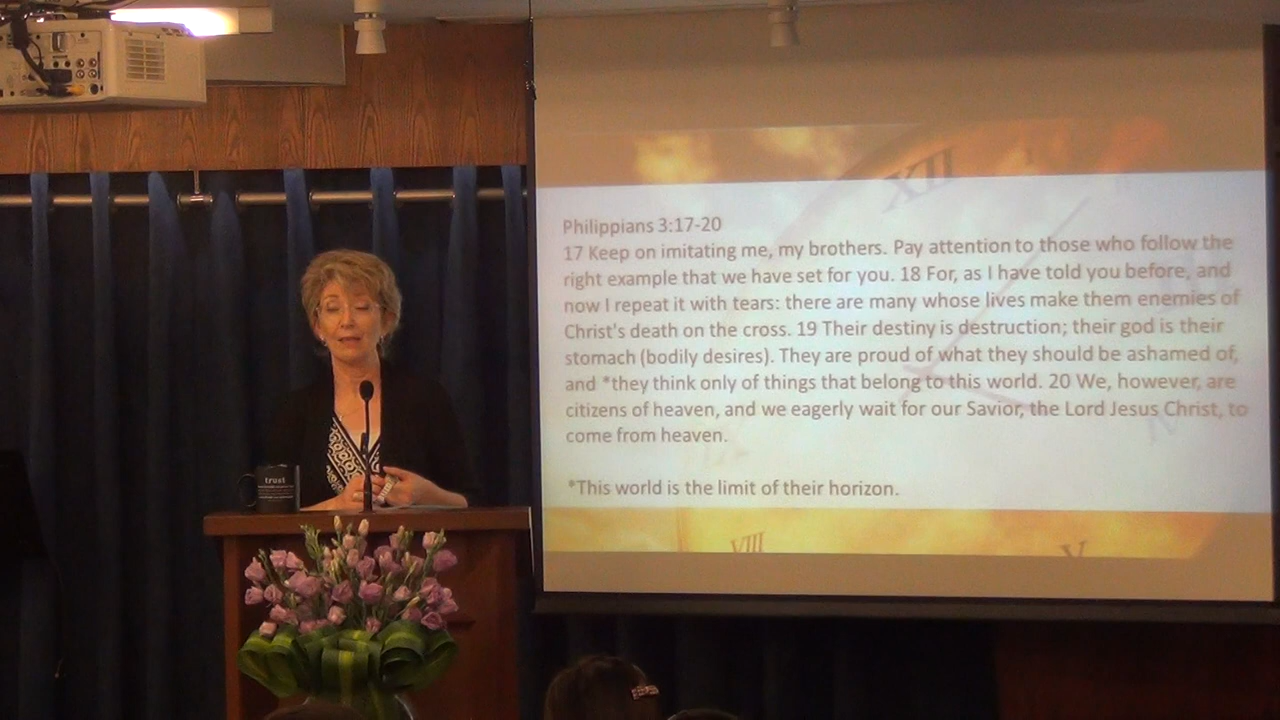 XII
Philippians 3:17-20
17 Keep on imitating me, my brothers. Pay attention to those who follow the
right example that we have set for you. 18 For, as I have told you before, and
now I repeat it with tears: there are many whose lives make them enemies of
Christ's death on the cross. 19 Their destiny is destruction; their god is their
stomach (bodily desires). They are proud of what they should be ashamed of,
and *they think only of things that belong to this world. 20 We, however, are
citizens of heaven, and we eagerly wait for our Savior, the Lord Jesus Christ, to
come from heaven.
*This world is the limit of their horizon.
VIII
V
trust